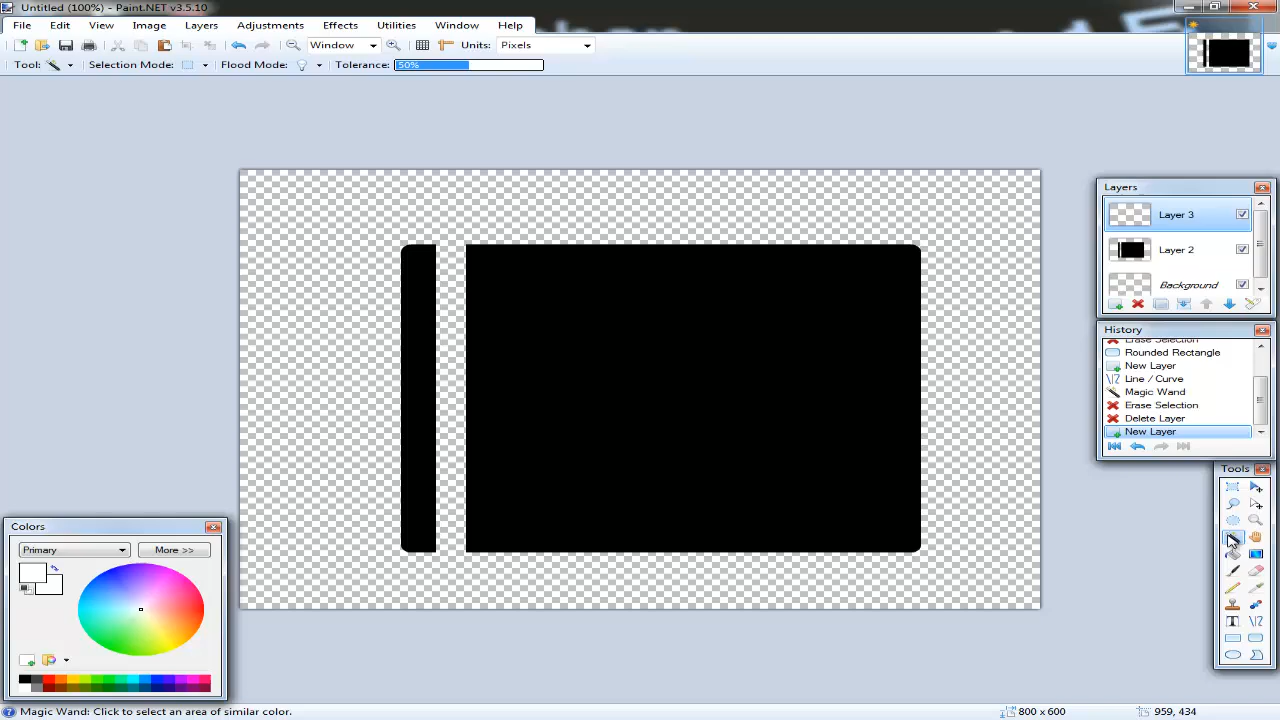 Untitled (100%) - Paint.NET v3.5.10
File Edit View Image Layers Adjustments Effects Utilities Window Help
Window Units: Pixels
Tool: Selection Mode: Flood Mode: Tolerance: 50%
Layers
Layer 3
Layer 2
Background
History
Erase Selection
Rounded Rectangle
New Layer
Line / Curve
Magic Wand
Erase Selection
Delete Layer
New Layer
Tools
Colors
Primary More >>
Magic Wand: Click to select an area of similar color. 800 x 600 959, 434